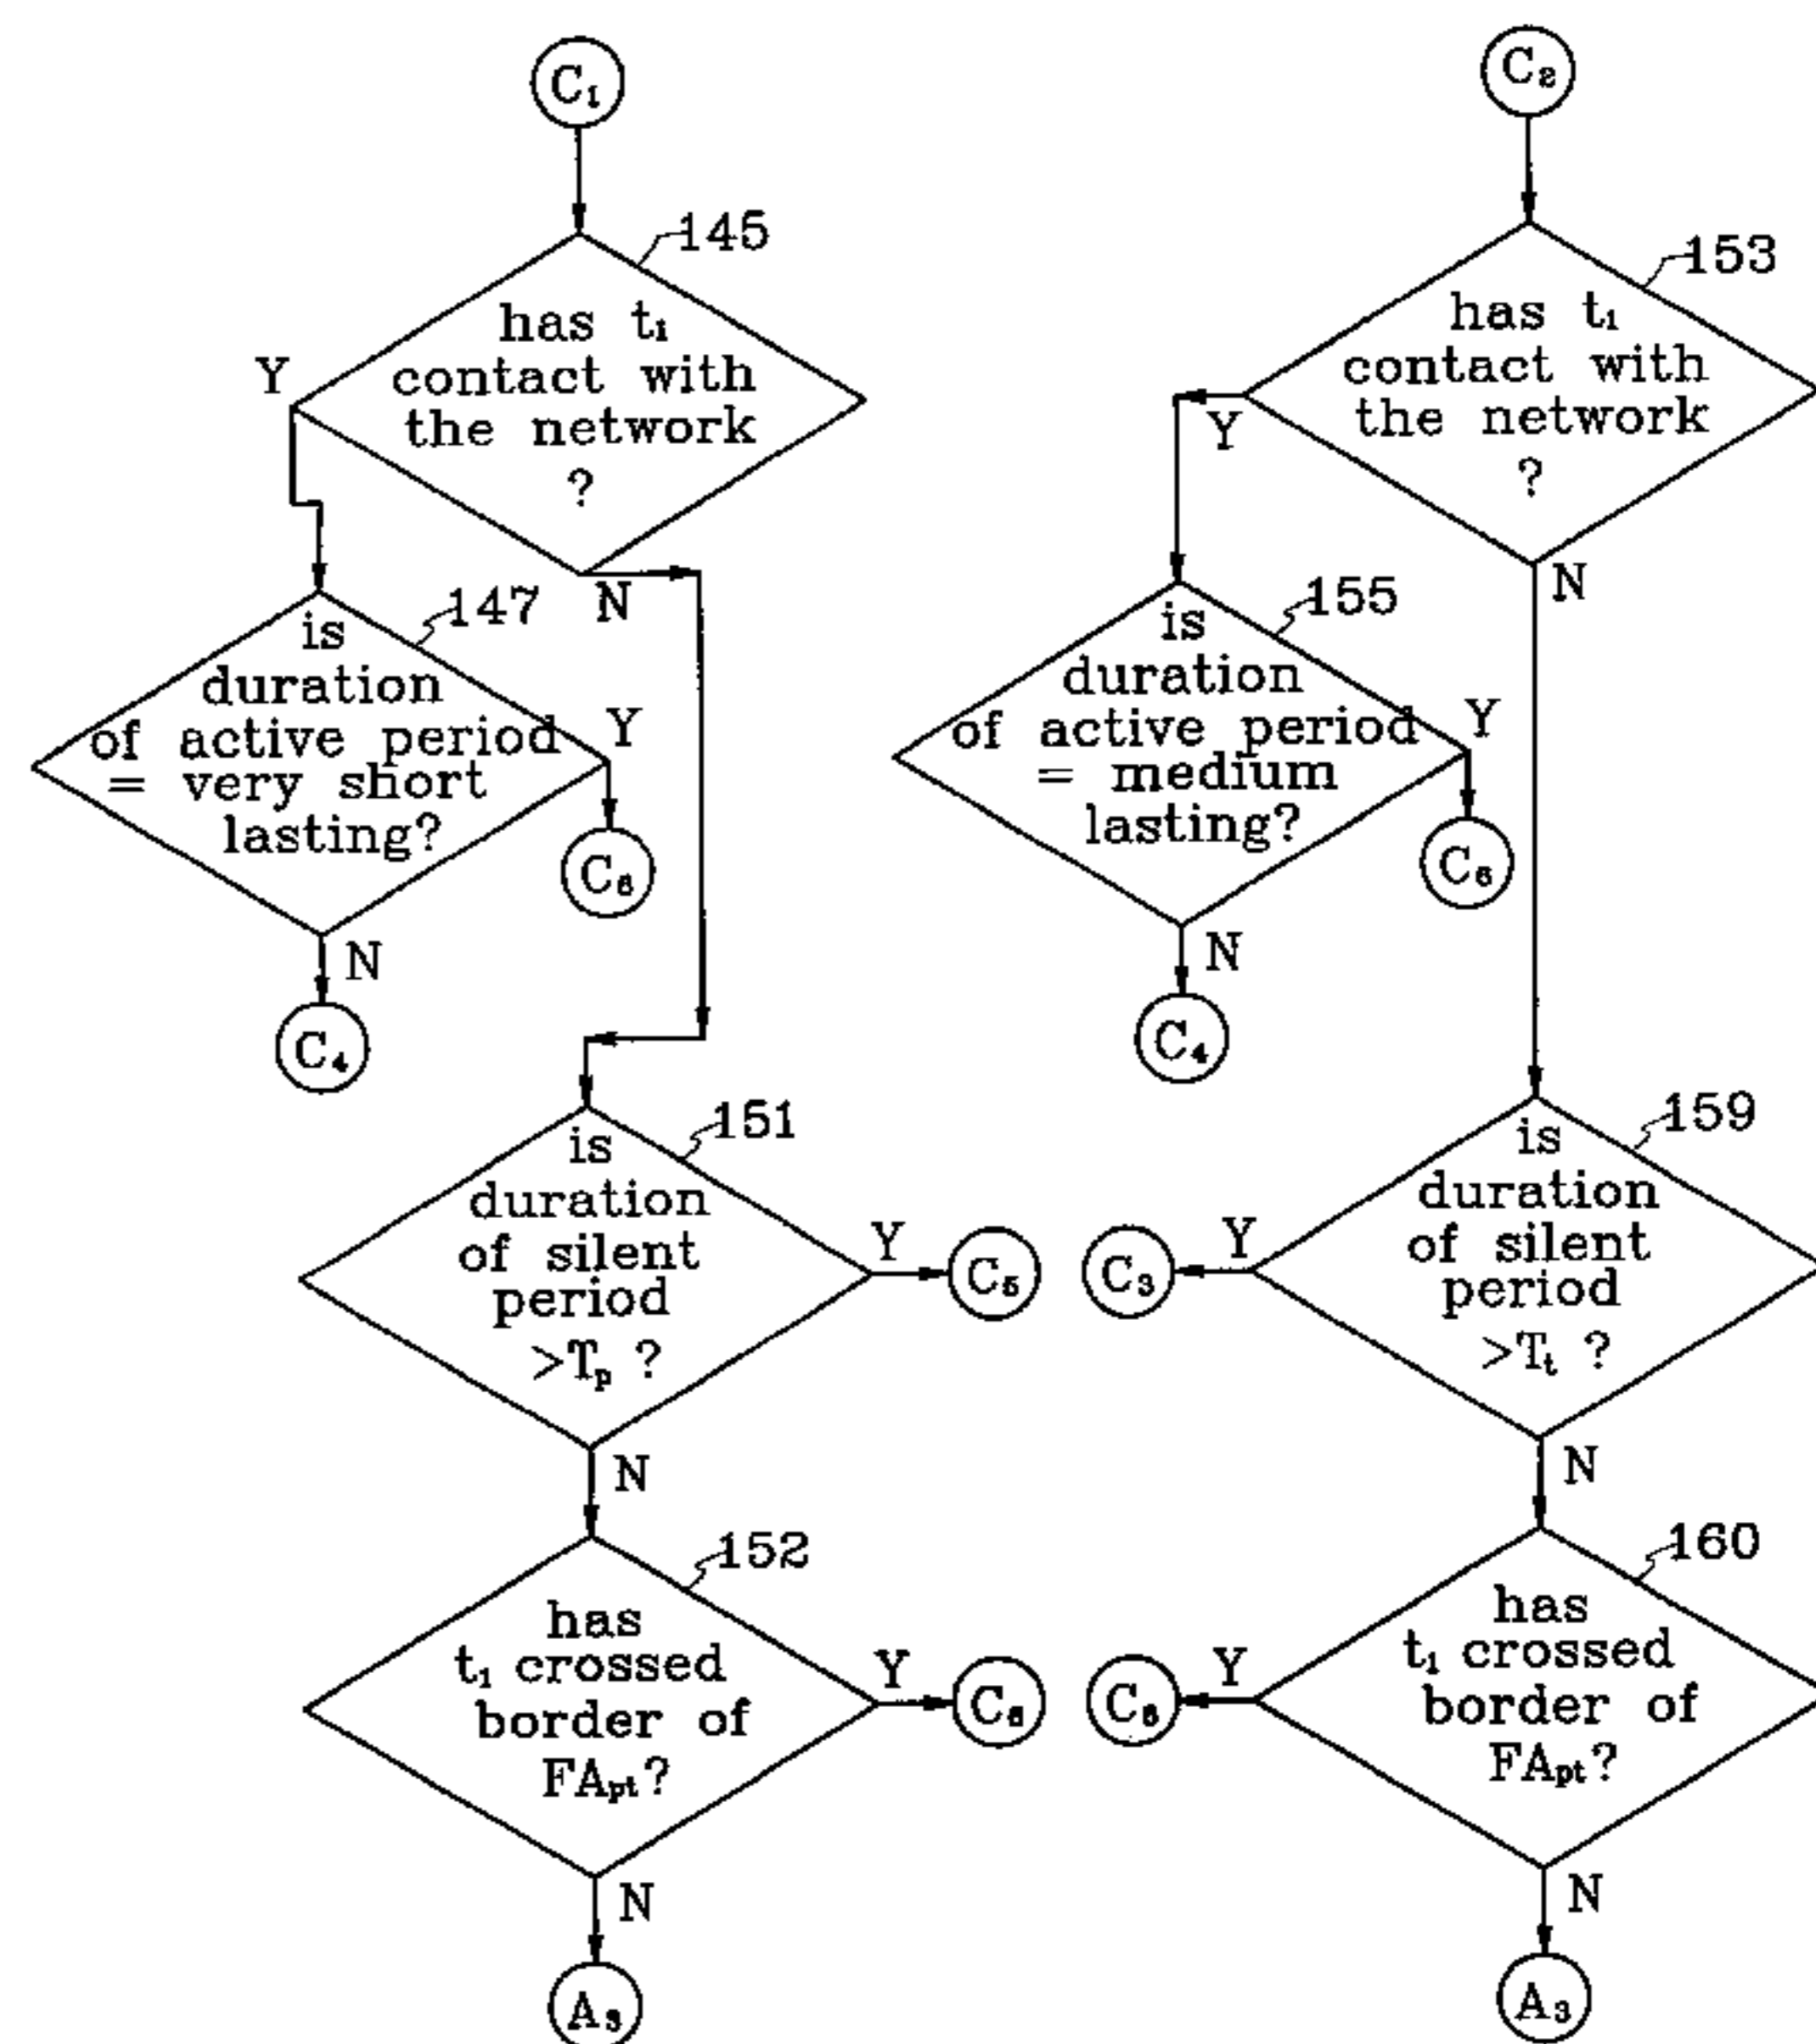 C₁
145
has t₁
contact with
the network
?
Y
N
147
is
duration
of active period
= very short
lasting?
Y
C₆
N
C₄
151
is
duration
of silent
period
>Tₚ ?
Y
C₅
N
152
has
t₁ crossed
border of
FAₚₜ?
Y
N
C₂
153
has t₁
contact with
the network
?
Y
N
155
is
duration
of active period
= medium
lasting?
Y
C₆
N
C₄
159
is
duration
of silent
period
>Tₜ ?
Y
C₃
N
160
has
t₁ crossed
border of
FAₚₜ?
Y
N
A₃